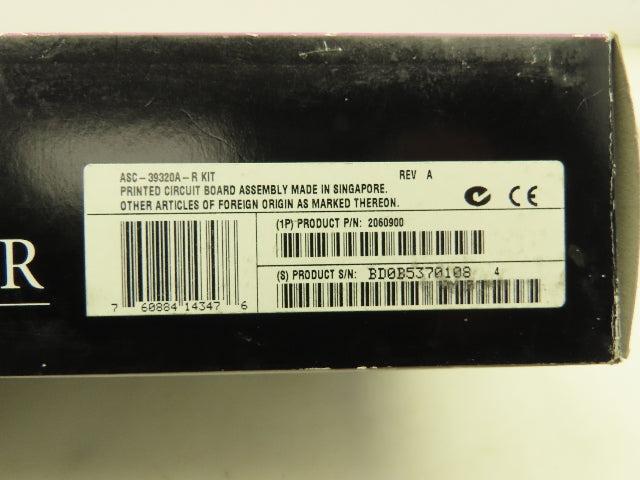 ASC-39320A-R KIT REV A
PRINTED CIRCUIT BOARD ASSEMBLY MADE IN SINGAPORE.
OTHER ARTICLES OF FOREIGN ORIGIN AS MARKED THEREON.
CE
(1P) PRODUCT P/N: 2060900
(S) PRODUCT S/N: BD0B5370108 4
7 60884 14347 6
R